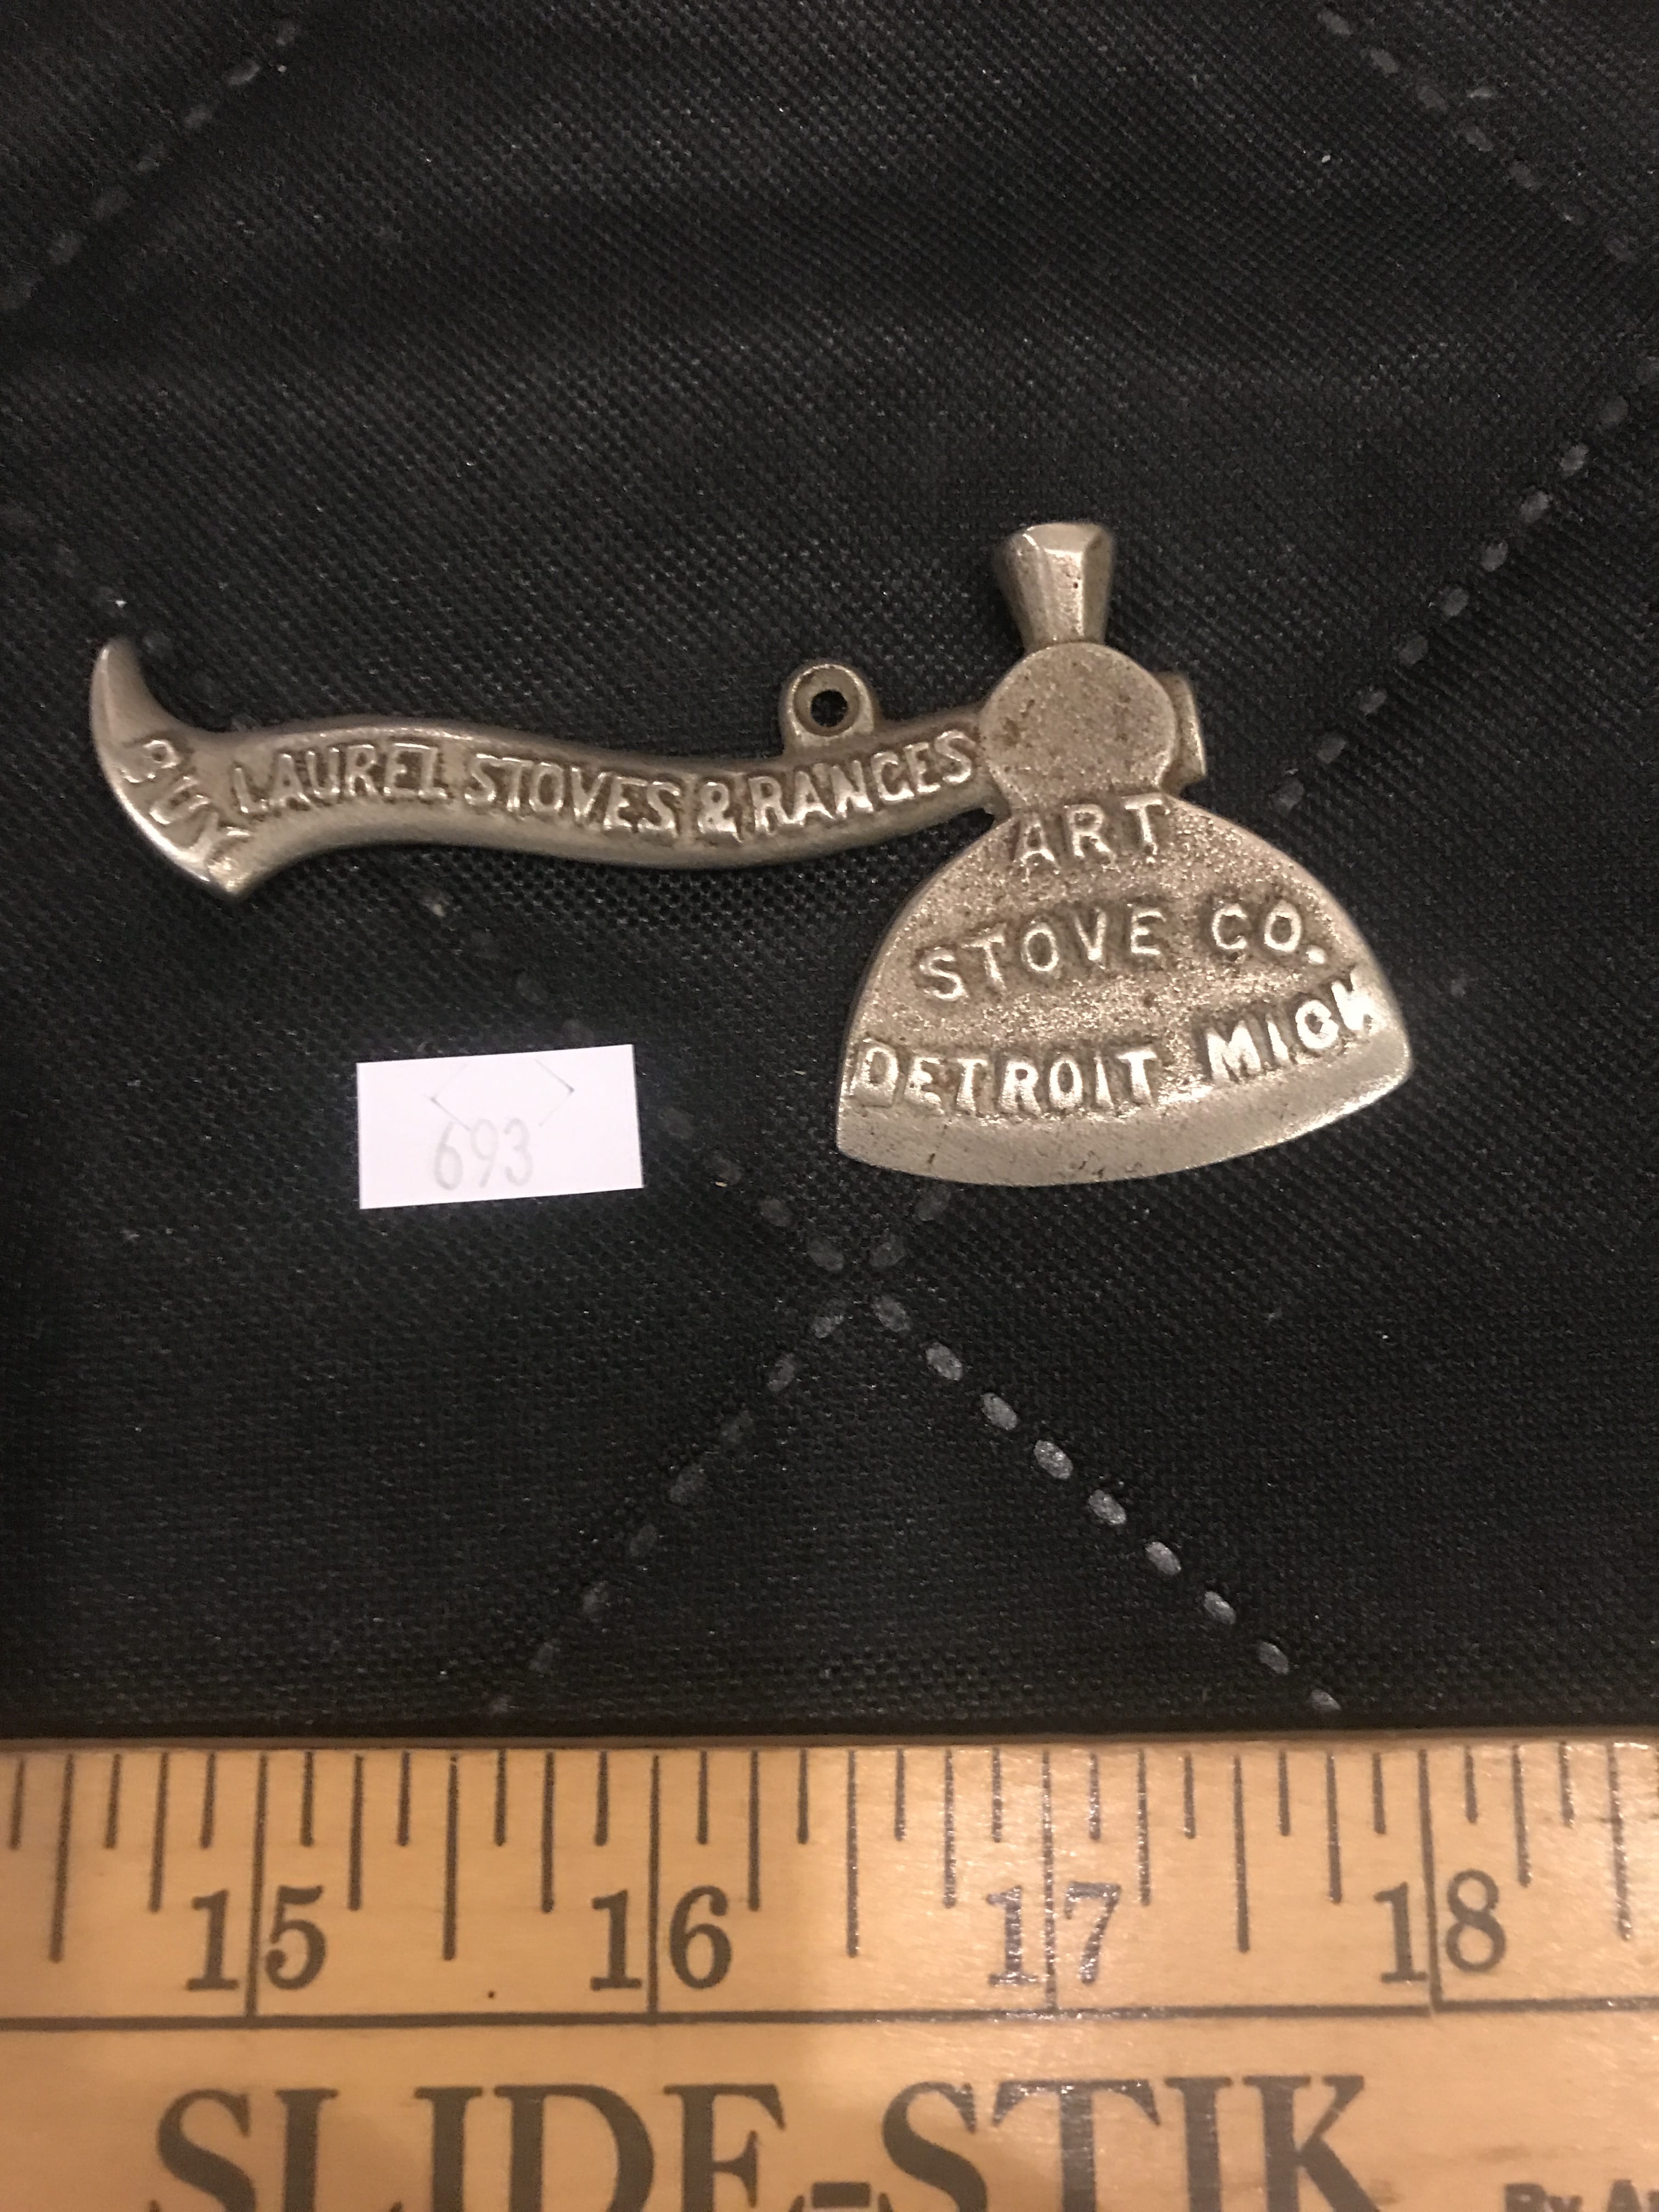 BUY LAUREL STOVES & RANGES
ART
STOVE CO.
DETROIT MICH
693
15 16 17 18
SLIDE-STIK